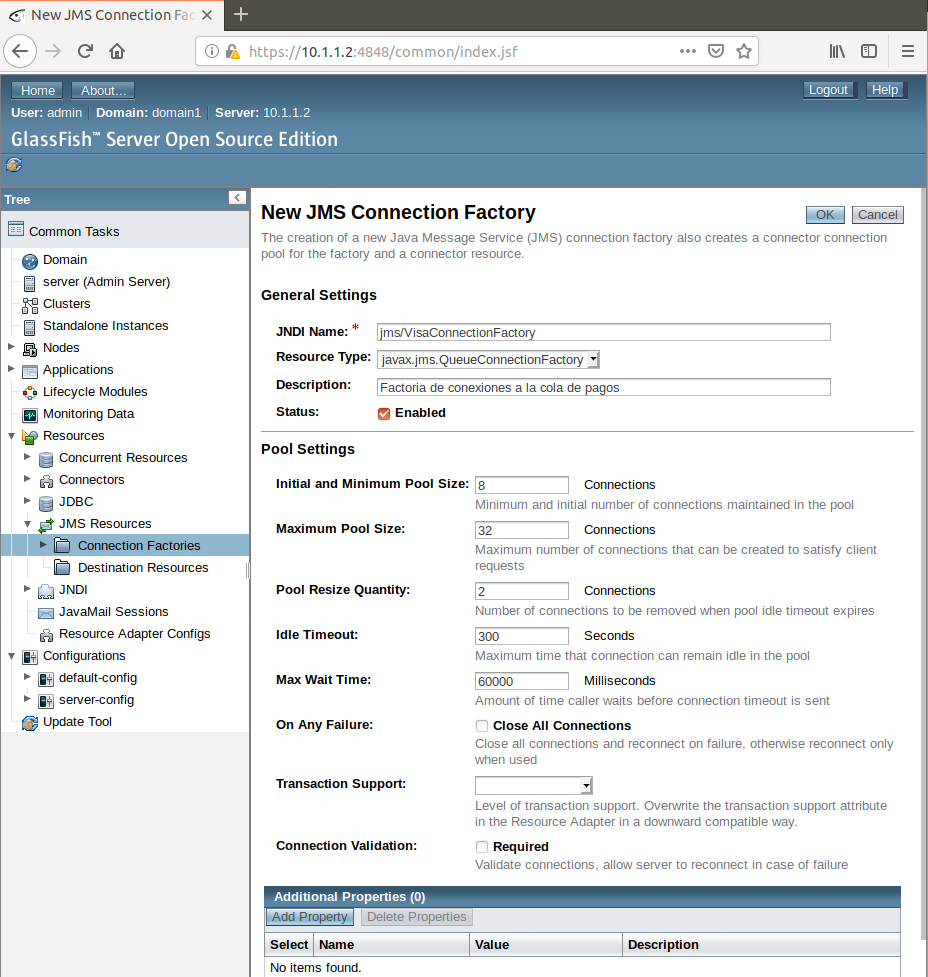 New JMS Connection Fac
https://10.1.1.2:4848/common/index.jsf
Home About...
Logout Help
User: admin Domain: domain1 Server: 10.1.1.2
GlassFish™ Server Open Source Edition
Tree
Common Tasks
Domain
server (Admin Server)
Clusters
Standalone Instances
Nodes
Applications
Lifecycle Modules
Monitoring Data
Resources
Concurrent Resources
Connectors
JDBC
JMS Resources
Connection Factories
Destination Resources
JNDI
JavaMail Sessions
Resource Adapter Configs
Configurations
default-config
server-config
Update Tool
New JMS Connection Factory
OK Cancel
The creation of a new Java Message Service (JMS) connection factory also creates a connector connection
pool for the factory and a connector resource.
General Settings
JNDI Name: * jms/VisaConnectionFactory
Resource Type: javax.jms.QueueConnectionFactory
Description: Factoria de conexiones a la cola de pagos
Status: Enabled
Pool Settings
Initial and Minimum Pool Size: 8 Connections
Minimum and initial number of connections maintained in the pool
Maximum Pool Size: 32 Connections
Maximum number of connections that can be created to satisfy client
requests
Pool Resize Quantity: 2 Connections
Number of connections to be removed when pool idle timeout expires
Idle Timeout: 300 Seconds
Maximum time that connection can remain idle in the pool
Max Wait Time: 60000 Milliseconds
Amount of time caller waits before connection timeout is sent
On Any Failure: Close All Connections
Close all connections and reconnect on failure, otherwise reconnect only
when used
Transaction Support:
Level of transaction support. Overwrite the transaction support attribute
in the Resource Adapter in a downward compatible way.
Connection Validation: Required
Validate connections, allow server to reconnect in case of failure
Additional Properties (0)
Add Property Delete Properties
Select Name Value Description
No items found.